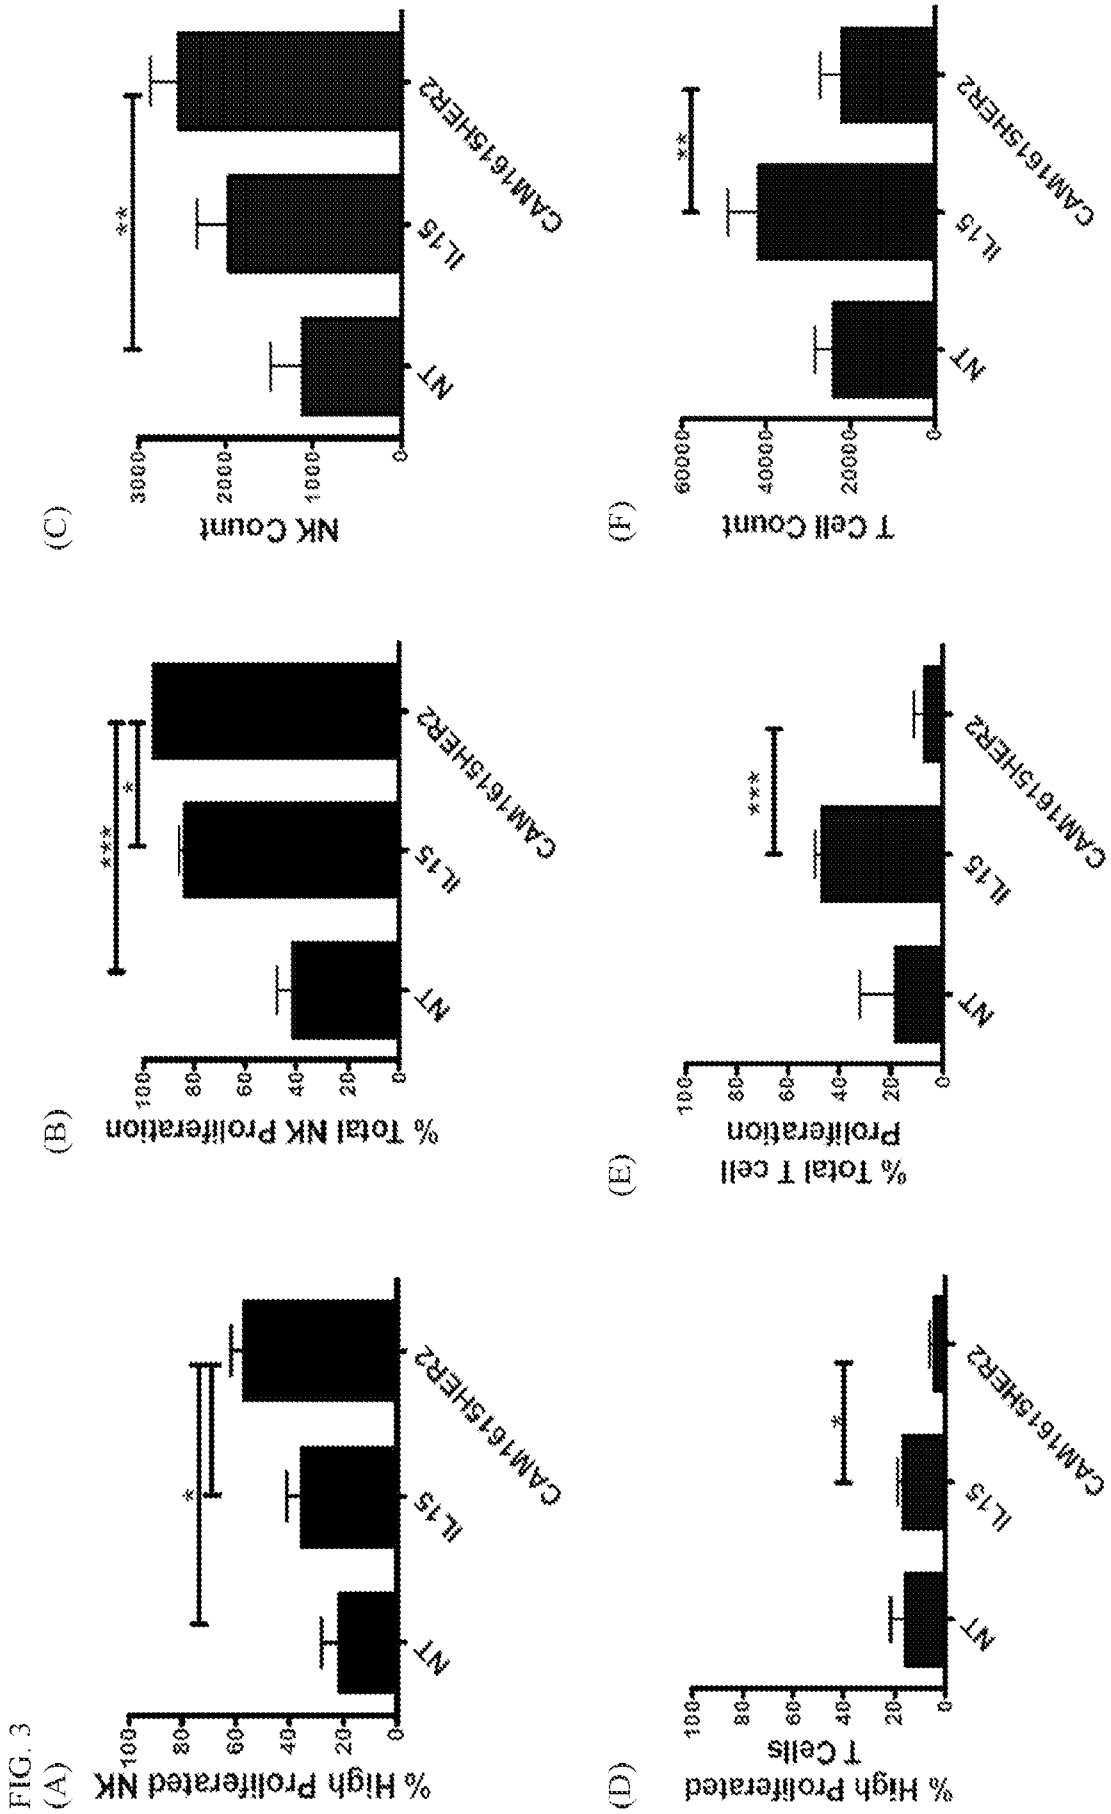 FIG. 3
(A)
% High Proliferated NK
100
80
60
40
20
0
*
NT
IL15
CAM1615HER2
(B)
% Total NK Proliferation
100
80
60
40
20
0
***
*
NT
IL15
CAM1615HER2
(C)
NK Count
3000
2000
1000
0
**
NT
IL15
CAM1615HER2
(D)
% High Proliferated
T Cells
100
80
60
40
20
0
*
NT
IL15
CAM1615HER2
(E)
% Total T cell
Proliferation
100
80
60
40
20
0
***
NT
IL15
CAM1615HER2
(F)
T Cell Count
60000
40000
20000
0
**
NT
IL15
CAM1615HER2